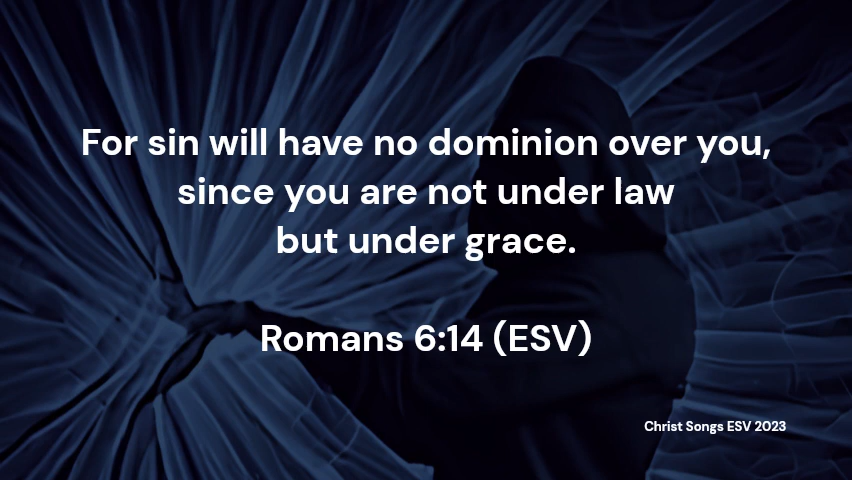 For sin will have no dominion over you,
since you are not under law
but under grace.
Romans 6:14 (ESV)
Christ Songs ESV 2023